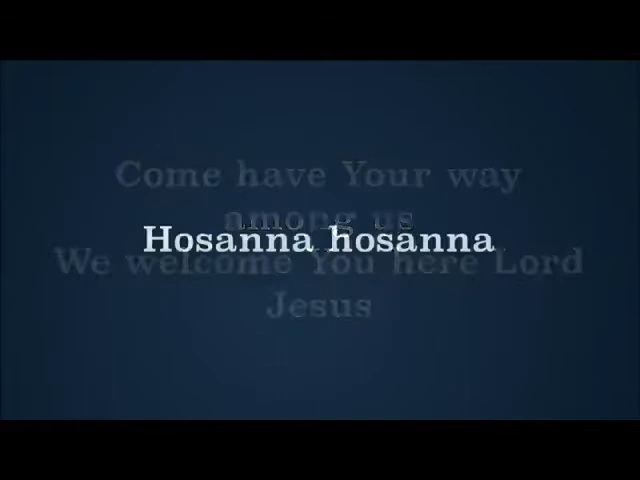 Come have Your way
among us
Hosanna hosanna
We welcome You here Lord
Jesus